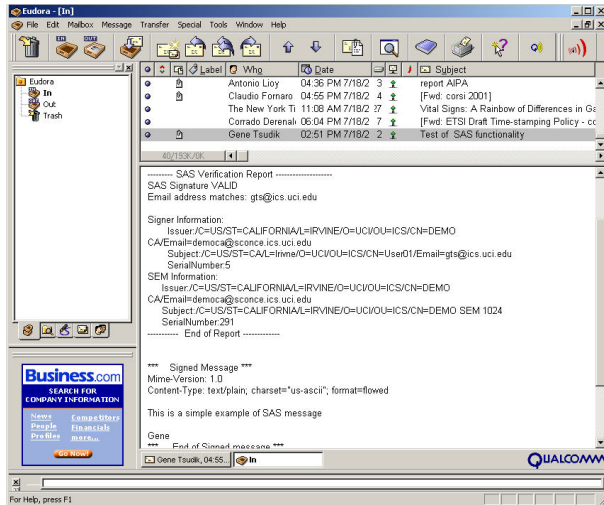 Eudora - [In]
File Edit Mailbox Message Transfer Special Tools Window Help
IN OUT
Eudora
In
Out
Trash
Label Who Date Subject
Antonio Lioy 04:36 PM 7/18/2 3 report AIPA
Claudio Fornaro 04:55 PM 7/18/2 4 [Fwd: corsi 2001]
The New York Ti 11:08 AM 7/18/2 27 Vital Signs: A Rainbow of Differences in Ga
Corrado Derenal 06:04 PM 7/18/2 7 [Fwd: ETSI Draft Time-stamping Policy - co
Gene Tsudik 02:51 PM 7/18/2 2 Test of SAS functionality
40/193K/0K
--------- SAS Verification Report --------------------
SAS Signature VALID
Email address matches: gts@ics.uci.edu
Signer Information:
Issuer:/C=US/ST=CALIFORNIA/L=IRVINE/O=UCI/OU=ICS/CN=DEMO
CA/Email=democa@sconce.ics.uci.edu
Subject:/C=US/ST=CA/L=Irivne/O=UCI/OU=ICS/CN=User01/Email=gts@ics.uci.edu
SerialNumber:5
SEM Information:
Issuer:/C=US/ST=CALIFORNIA/L=IRVINE/O=UCI/OU=ICS/CN=DEMO
CA/Email=democa@sconce.ics.uci.edu
Subject:/C=US/ST=CALIFORNIA/L=IRVINE/O=UCI/OU=ICS/CN=DEMO SEM 1024
SerialNumber:291
----------- End of Report -------------
*** Signed Message ***
Mime-Version: 1.0
Content-Type: text/plain; charset="us-ascii"; format=flowed
This is a simple example of SAS message
Gene
*** End of Signed message ***
Business.com
SEARCH FOR
COMPANY INFORMATION
News Competitors
People Financials
Profiles more...
Go Now!
Gene Tsudik, 04:55... In
QUALCOMM
For Help, press F1